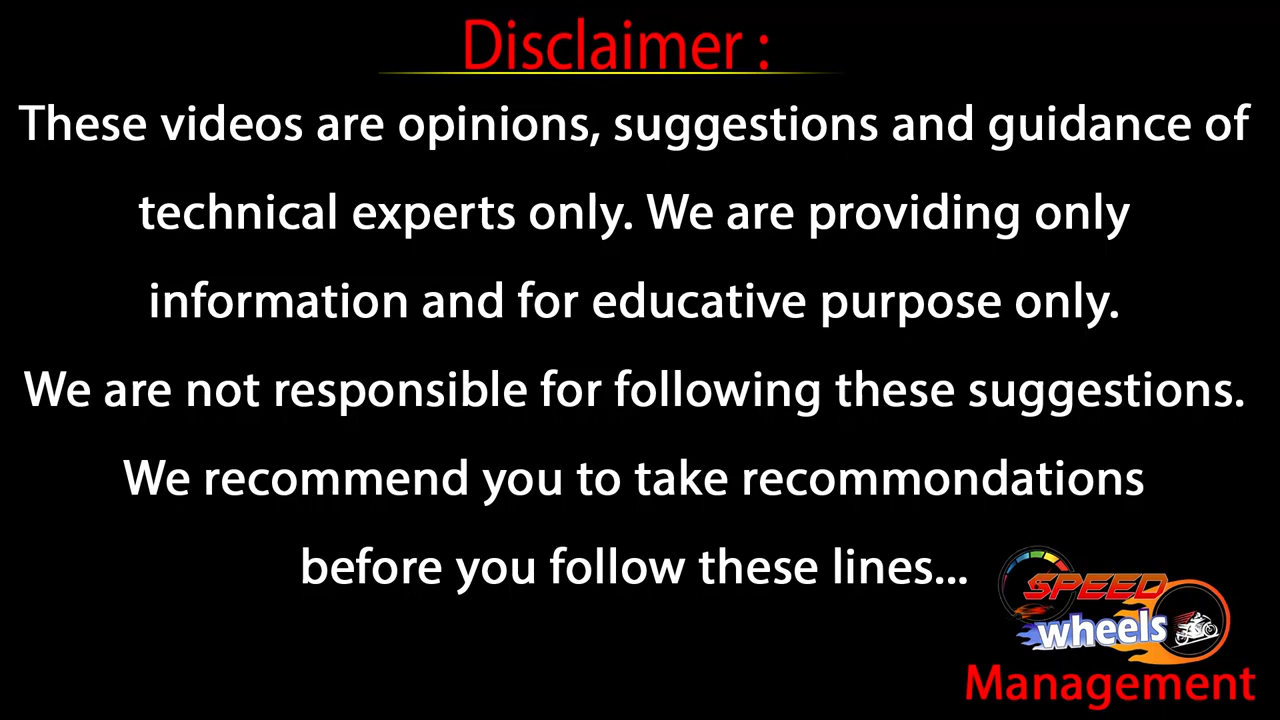 Disclaimer :
These videos are opinions, suggestions and guidance of
technical experts only. We are providing only
information and for educative purpose only.
We are not responsible for following these suggestions.
We recommend you to take recommondations
before you follow these lines...
SPEED
wheels
Management